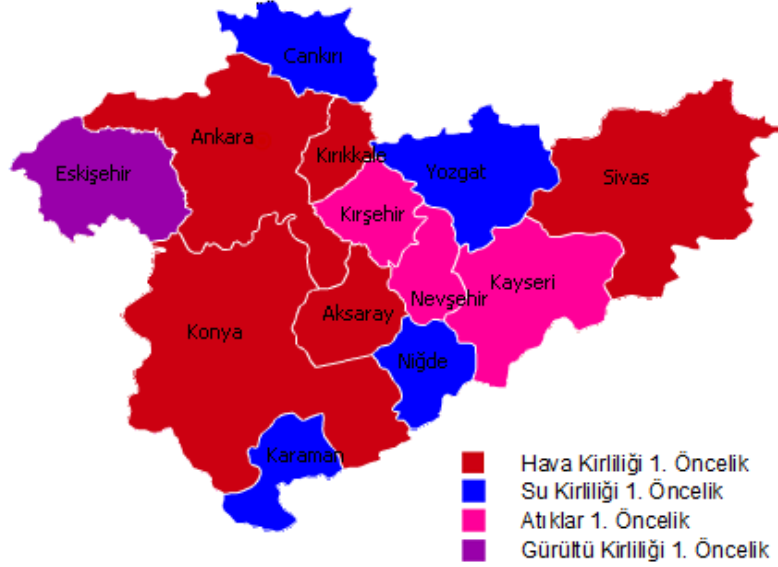 Cankırı
Ankara
Kırıkkale
Eskişehir
Yozgat
Sivas
Kırşehir
Kayseri
Nevşehir
Aksaray
Konya
Niğde
Karaman
Hava Kirliliği 1. Öncelik
Su Kirliliği 1. Öncelik
Atıklar 1. Öncelik
Gürültü Kirliliği 1. Öncelik